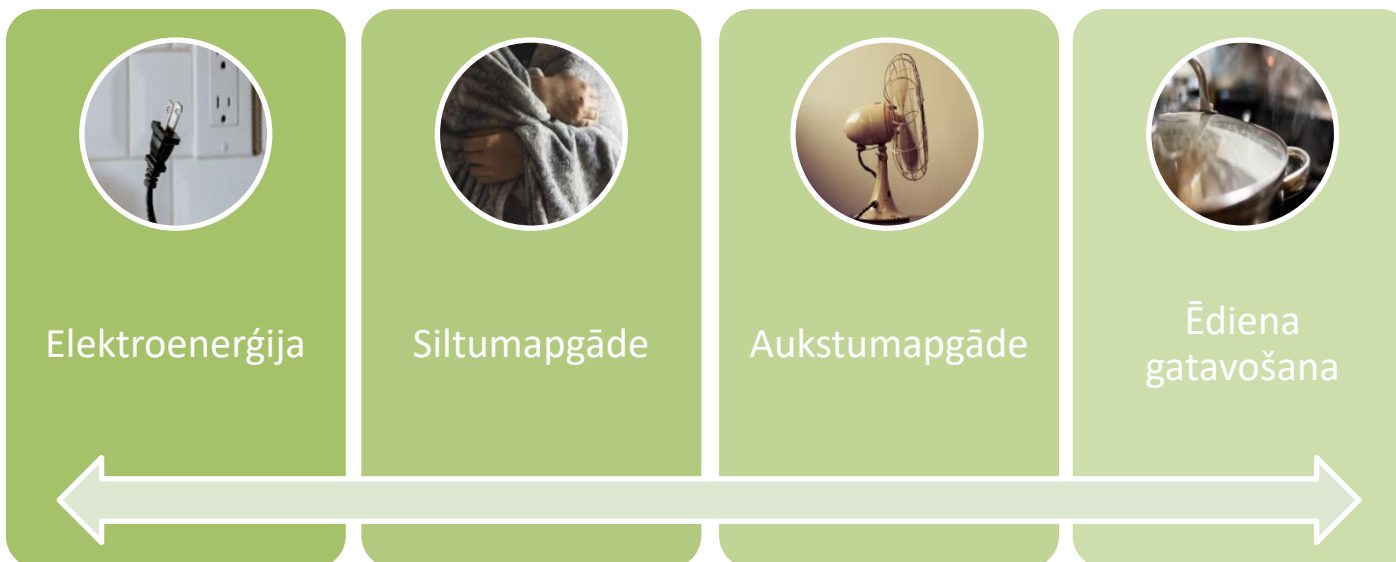 Elektroenerģija
Siltumapgāde
Aukstumapgāde
Ēdiena
gatavošana